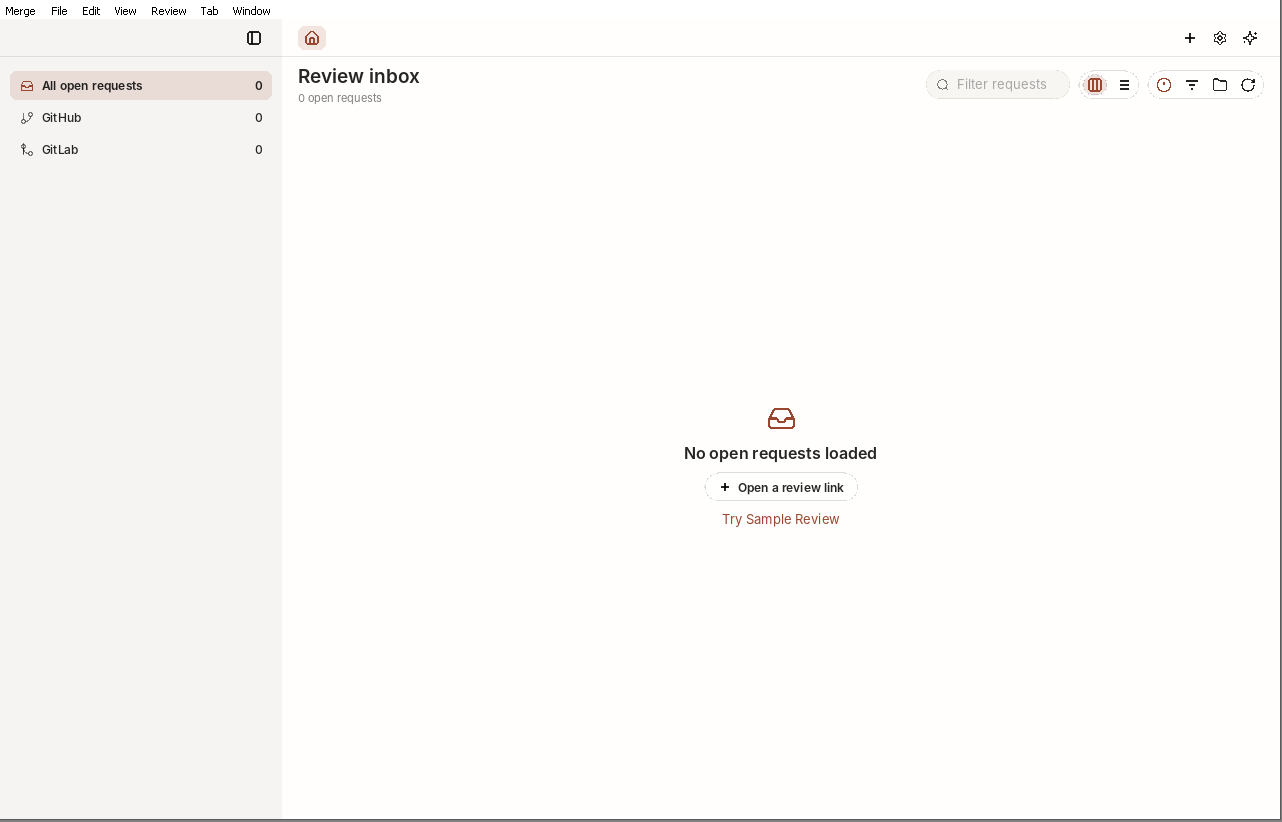 Merge File Edit View Review Tab Window
All open requests 0
GitHub 0
GitLab 0
Review inbox
0 open requests
Filter requests
No open requests loaded
Open a review link
Try Sample Review